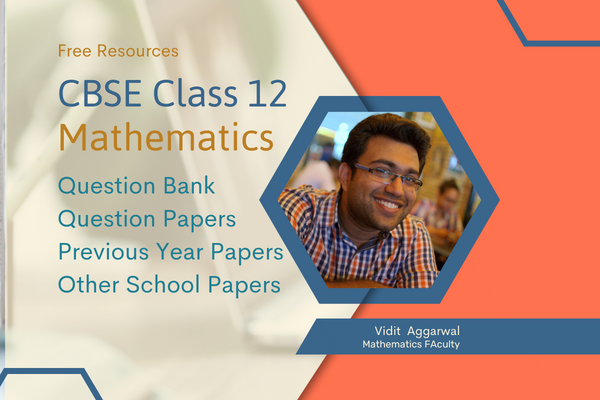 Free Resources
CBSE Class 12
Mathematics
Question Bank
Question Papers
Previous Year Papers
Other School Papers
Vidit Aggarwal
Mathematics FAculty